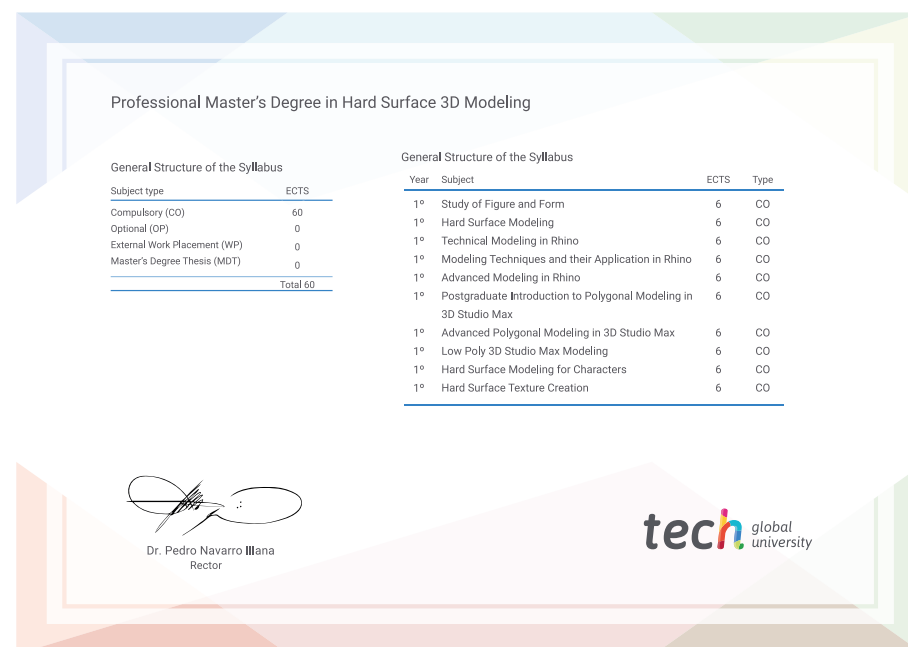 Professional Master's Degree in Hard Surface 3D Modeling
General Structure of the Syllabus
Subject type ECTS
Compulsory (CO) 60
Optional (OP) 0
External Work Placement (WP) 0
Master's Degree Thesis (MDT) 0
Total 60
General Structure of the Syllabus
Year Subject ECTS Type
1º Study of Figure and Form 6 CO
1º Hard Surface Modeling 6 CO
1º Technical Modeling in Rhino 6 CO
1º Modeling Techniques and their Application in Rhino 6 CO
1º Advanced Modeling in Rhino 6 CO
1º Postgraduate Introduction to Polygonal Modeling in 6 CO
3D Studio Max
1º Advanced Polygonal Modeling in 3D Studio Max 6 CO
1º Low Poly 3D Studio Max Modeling 6 CO
1º Hard Surface Modeling for Characters 6 CO
1º Hard Surface Texture Creation 6 CO
Dr. Pedro Navarro Illana
Rector
tech global
university